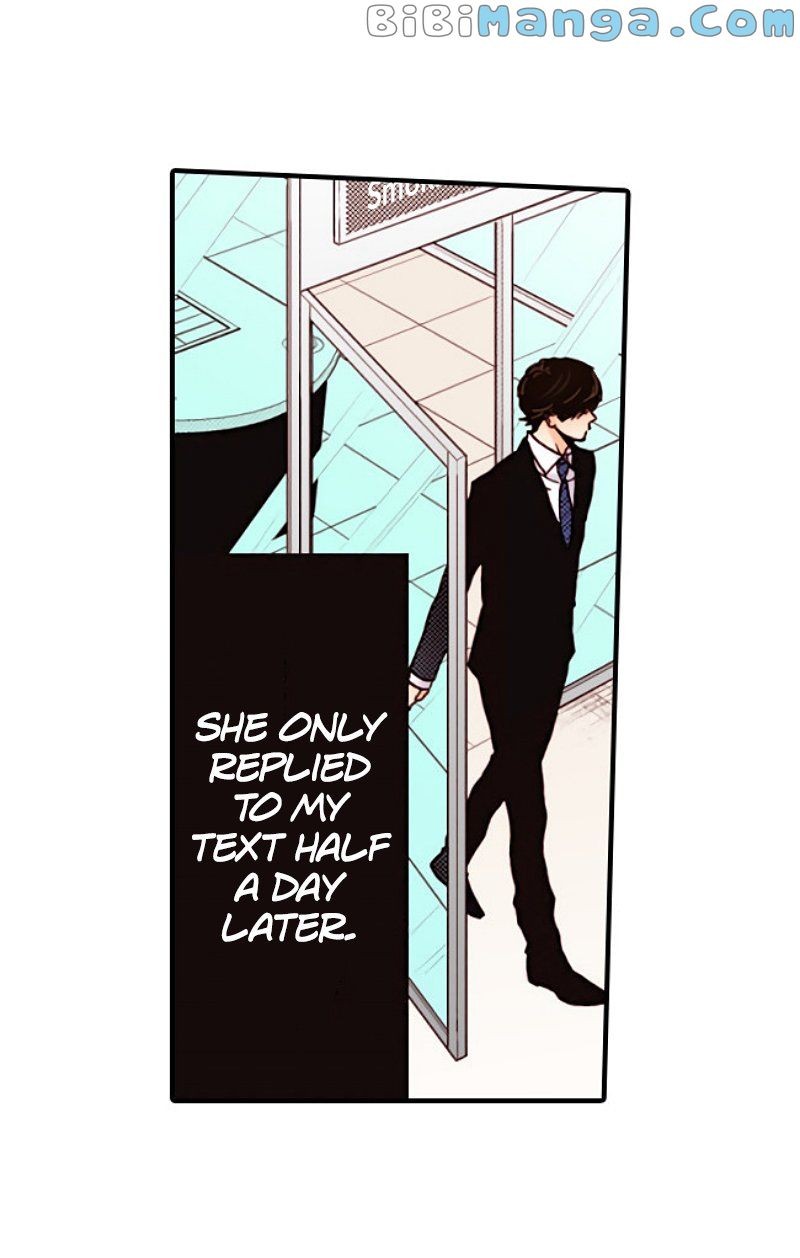 BiBiManga.Com
SHE ONLY
REPLIED
TO MY
TEXT HALF
A DAY
LATER.